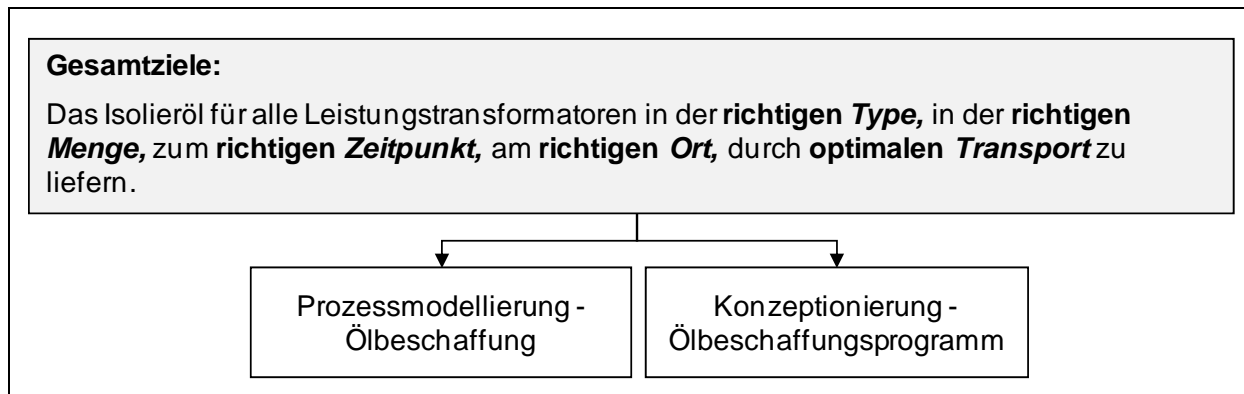 Gesamtziele:
Das Isolieröl für alle Leistungstransformatoren in der richtigen Type, in der richtigen
Menge, zum richtigen Zeitpunkt, am richtigen Ort, durch optimalen Transport zu
liefern.
Prozessmodellierung -
Ölbeschaffung
Konzeptionierung -
Ölbeschaffungsprogramm